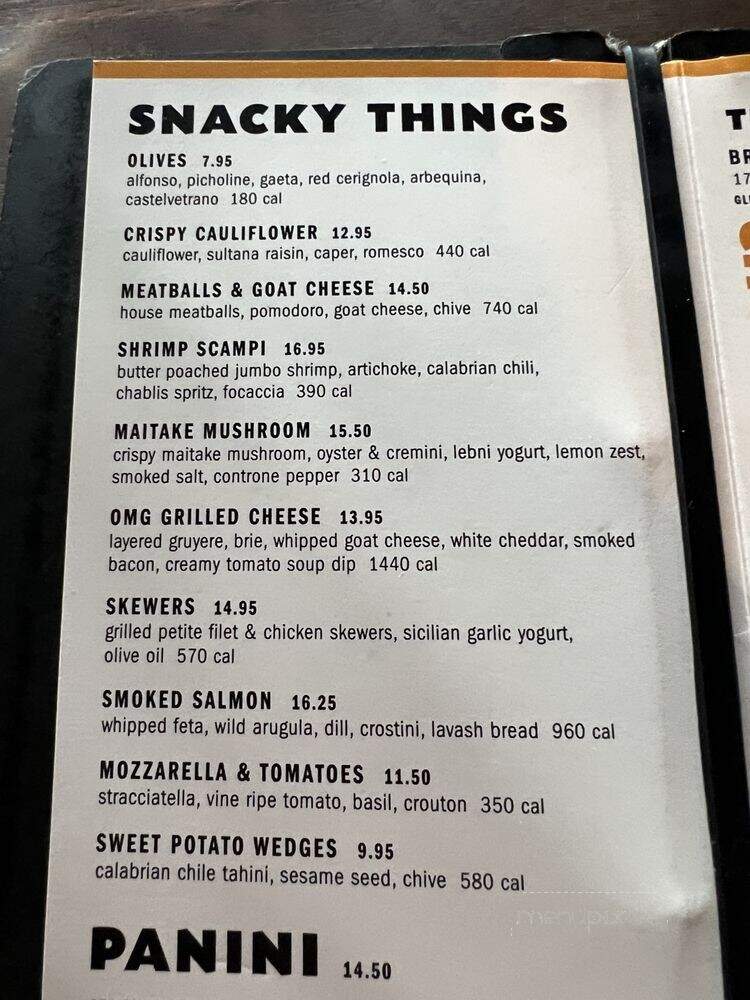 SNACKY THINGS
OLIVES 7.95
alfonso, picholine, gaeta, red cerignola, arbequina,
castelvetrano 180 cal
CRISPY CAULIFLOWER 12.95
cauliflower, sultana raisin, caper, romesco 440 cal
MEATBALLS & GOAT CHEESE 14.50
house meatballs, pomodoro, goat cheese, chive 740 cal
SHRIMP SCAMPI 16.95
butter poached jumbo shrimp, artichoke, calabrian chili,
chablis spritz, focaccia 390 cal
MAITAKE MUSHROOM 15.50
crispy maitake mushroom, oyster & cremini, lebni yogurt, lemon zest,
smoked salt, controne pepper 310 cal
OMG GRILLED CHEESE 13.95
layered gruyere, brie, whipped goat cheese, white cheddar, smoked
bacon, creamy tomato soup dip 1440 cal
SKEWERS 14.95
grilled petite filet & chicken skewers, sicilian garlic yogurt,
olive oil 570 cal
SMOKED SALMON 16.25
whipped feta, wild arugula, dill, crostini, lavash bread 960 cal
MOZZARELLA & TOMATOES 11.50
stracciatella, vine ripe tomato, basil, crouton 350 cal
SWEET POTATO WEDGES 9.95
calabrian chile tahini, sesame seed, chive 580 cal
PANINI 14.50